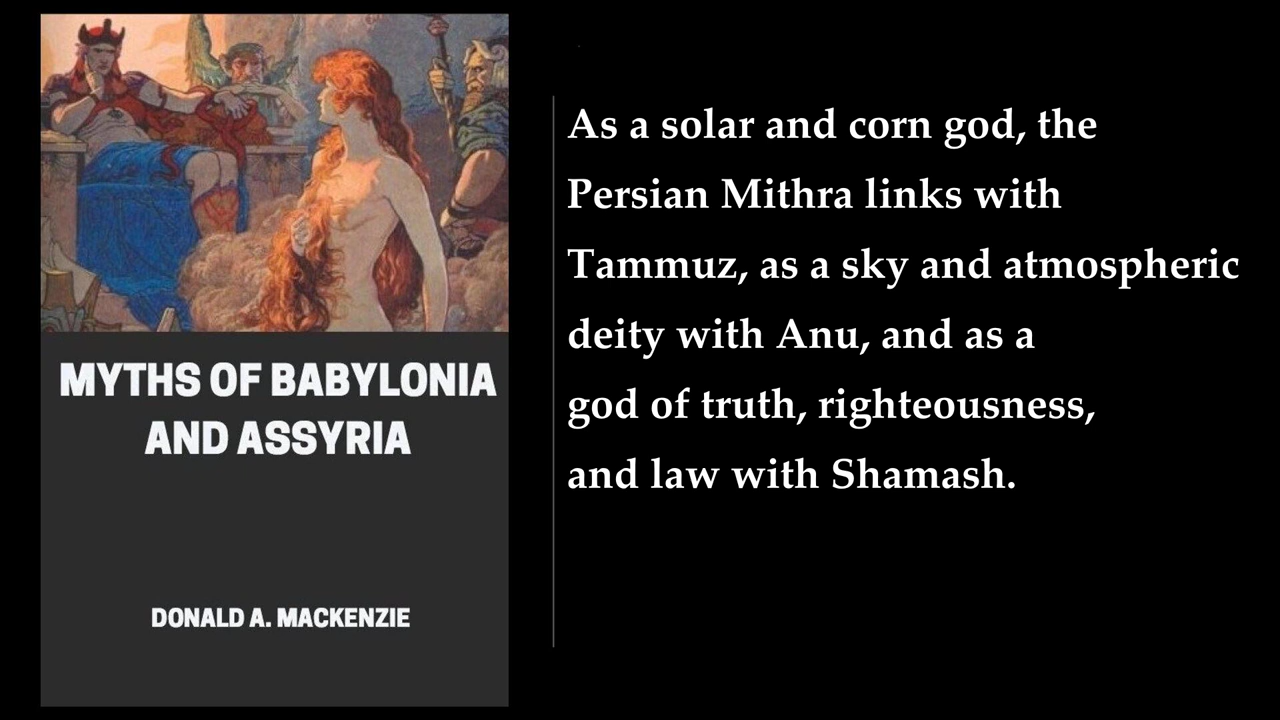 MYTHS OF BABYLONIA
AND ASSYRIA
DONALD A. MACKENZIE
As a solar and corn god, the
Persian Mithra links with
Tammuz, as a sky and atmospheric
deity with Anu, and as a
god of truth, righteousness,
and law with Shamash.